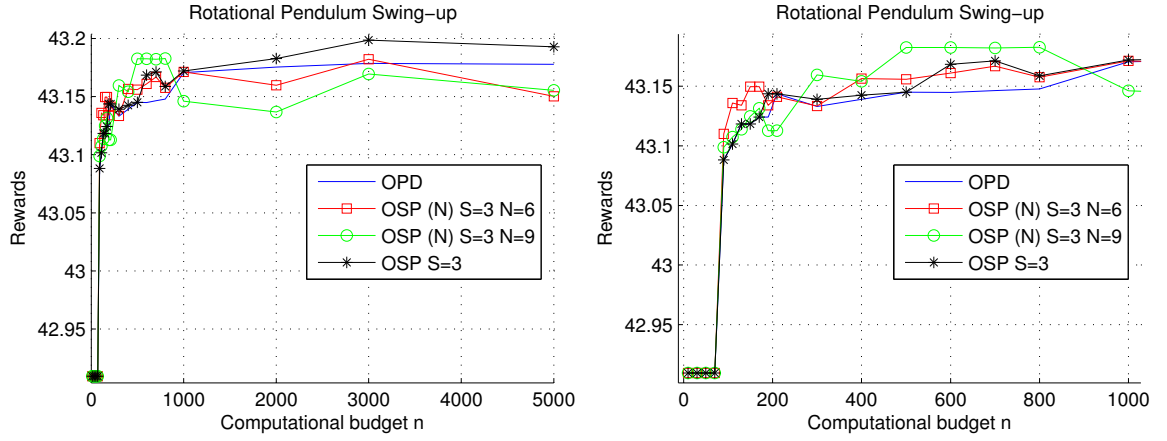 Rotational Pendulum Swing-up
43.2
43.15
43.1
43.05
43
42.95
Rewards
OPD
OSP (N) S=3 N=6
OSP (N) S=3 N=9
OSP S=3
0 1000 2000 3000 4000 5000
Computational budget n
Rotational Pendulum Swing-up
43.15
43.1
43.05
43
42.95
Rewards
OPD
OSP (N) S=3 N=6
OSP (N) S=3 N=9
OSP S=3
0 200 400 600 800 1000
Computational budget n